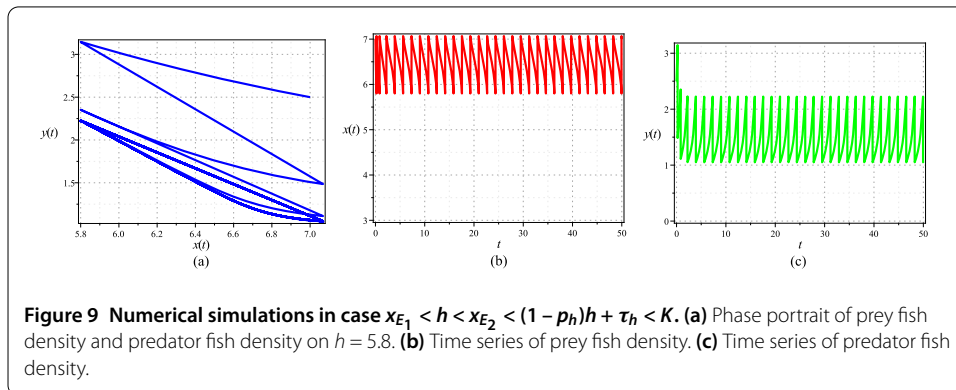 3
2.5
y(t)
2
1.5
5.8 6.0 6.2 6.4 6.6 6.8 7.0
x(t)
(a)
7
6
x(t) 5
4
3
0 10 20 30 40 50
t
(b)
3
y(t)
2
1
0
0 10 20 30 40 50
t
(c)
Figure 9 Numerical simulations in case x_{E_1} < h < x_{E_2} < (1 – p_h)h + τ_h < K. (a) Phase portrait of prey fish
density and predator fish density on h = 5.8. (b) Time series of prey fish density. (c) Time series of predator fish
density.